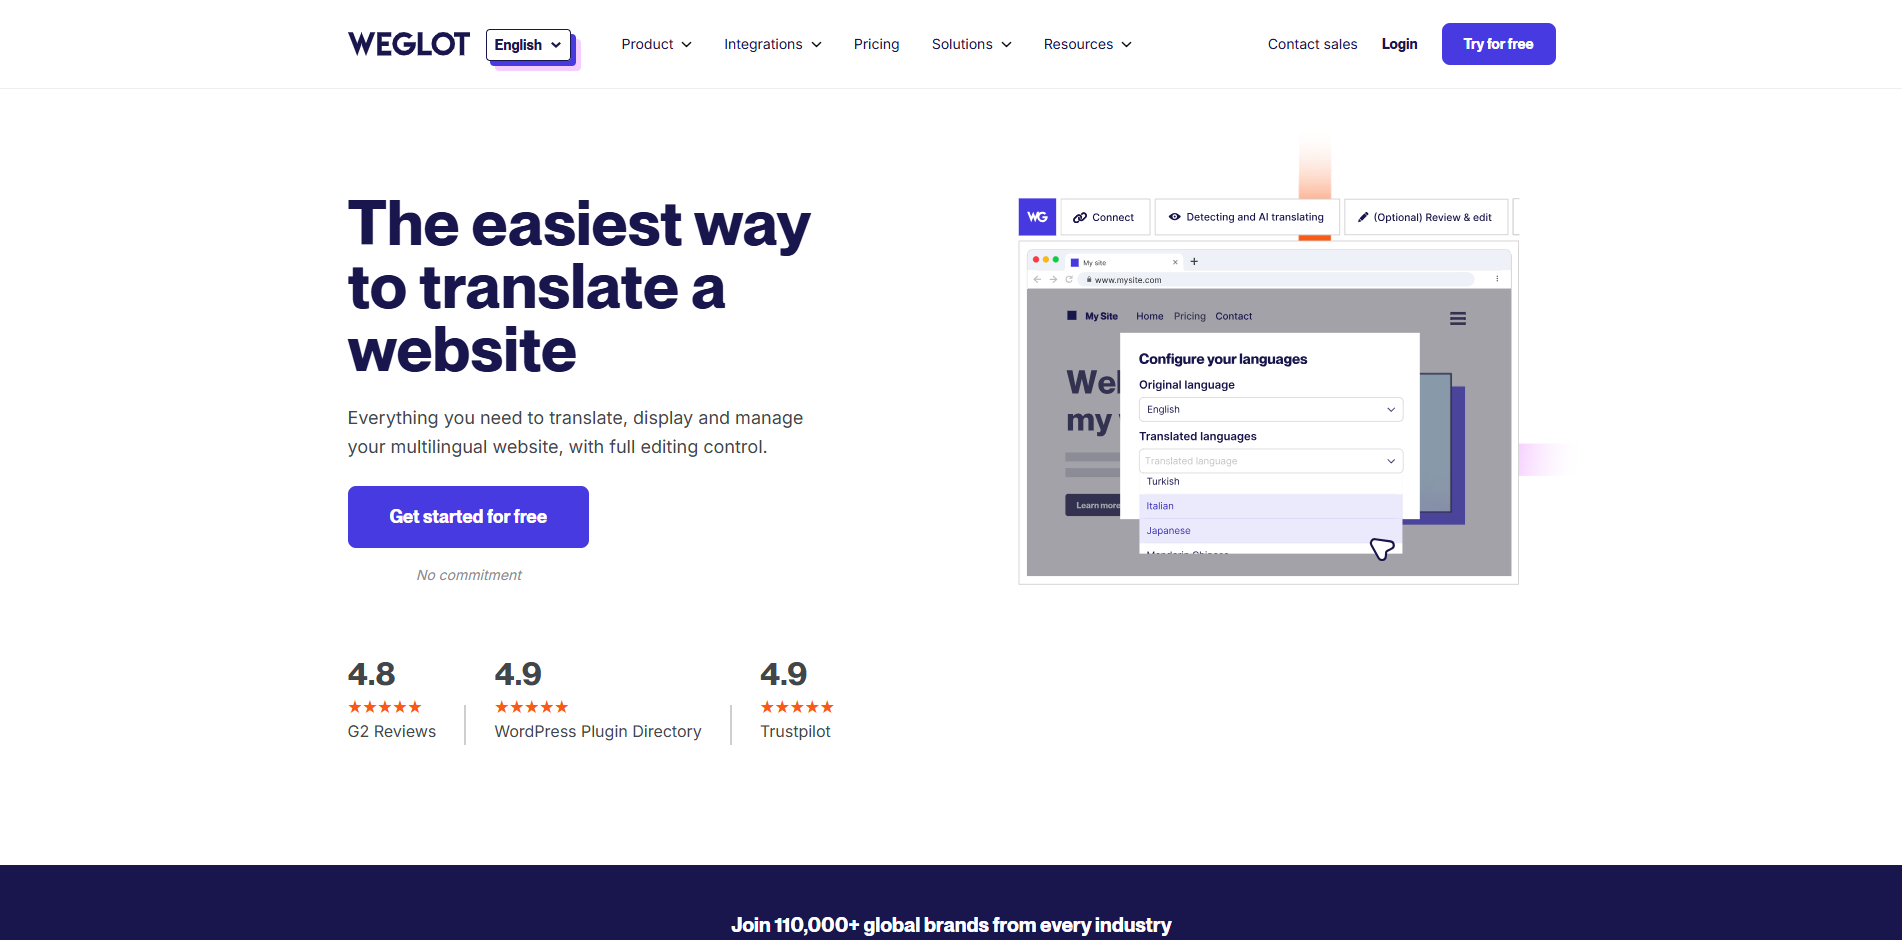 WEGLOT
English
Product
Integrations
Pricing
Solutions
Resources
Contact sales
Login
Try for free
The easiest way
to translate a
website
Everything you need to translate, display and manage
your multilingual website, with full editing control.
Get started for free
No commitment
4.8
★★★★★
G2 Reviews
4.9
★★★★★
WordPress Plugin Directory
4.9
★★★★★
Trustpilot
WG
Connect
Detecting and AI translating
(Optional) Review & edit
My site
www.mysite.com
My Site
Home
Pricing
Contact
Wel
my
Learn more
Configure your languages
Original language
English
Translated languages
Translated language
Turkish
Italian
Japanese
Mandarin Chinese
Join 110,000+ global brands from every industry